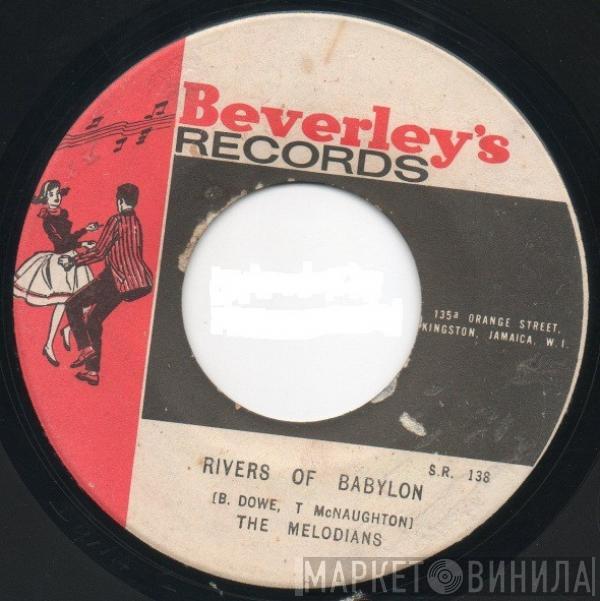 Beverley's
RECORDS
135a ORANGE STREET,
KINGSTON, JAMAICA, W.I.
S.R. 138
RIVERS OF BABYLON
[B. DOWE, T McNAUGHTON]
THE MELODIANS
МАРКЕТ ВИНИЛА